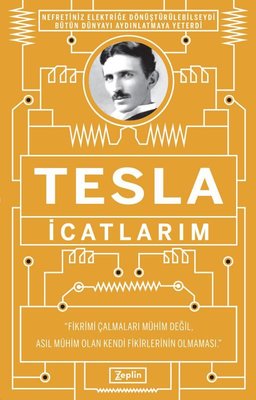 NEFRETİNİZ ELEKTRİĞE DÖNÜŞTÜRÜLEBİLSEYDİ
BÜTÜN DÜNYAYI AYDINLATMAYA YETERDİ
TESLA
İCATLARIM
"FİKRİMİ ÇALMALARI MÜHİM DEĞİL,
ASIL MÜHİM OLAN KENDİ FİKİRLERİNİN OLMAMASI."
Zeplin